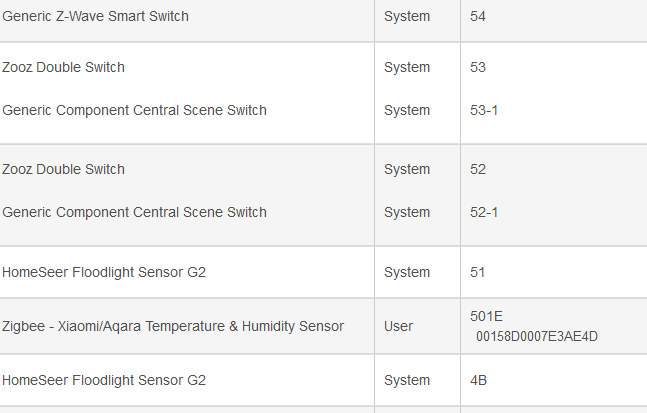 Generic Z-Wave Smart Switch System 54
Zooz Double Switch System 53
Generic Component Central Scene Switch System 53-1
Zooz Double Switch System 52
Generic Component Central Scene Switch System 52-1
HomeSeer Floodlight Sensor G2 System 51
Zigbee - Xiaomi/Aqara Temperature & Humidity Sensor User 501E
00158D0007E3AE4D
HomeSeer Floodlight Sensor G2 System 4B